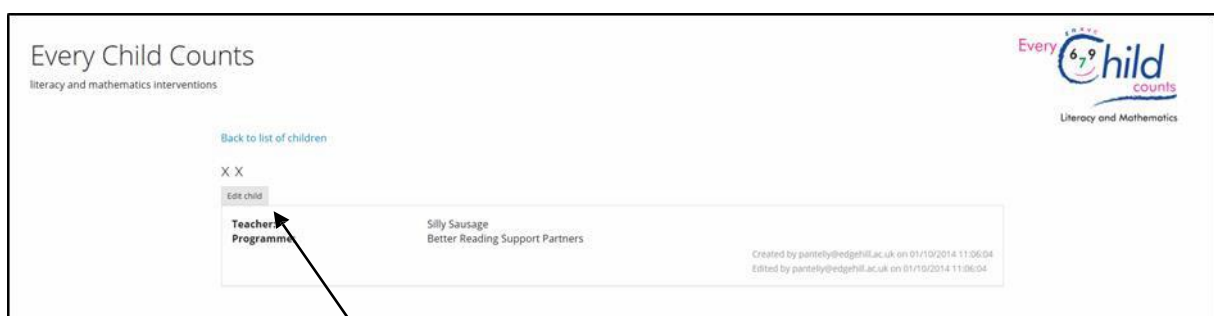 Every Child Counts
literacy and mathematics interventions
Every Child counts
6 7 9
Literacy and Mathematics
Back to list of children
X X
Edit child
Teacher: Silly Sausage
Programme: Better Reading Support Partners
Created by pantelly@edgehill.ac.uk on 01/10/2014 11:06:04
Edited by pantelly@edgehill.ac.uk on 01/10/2014 11:06:04